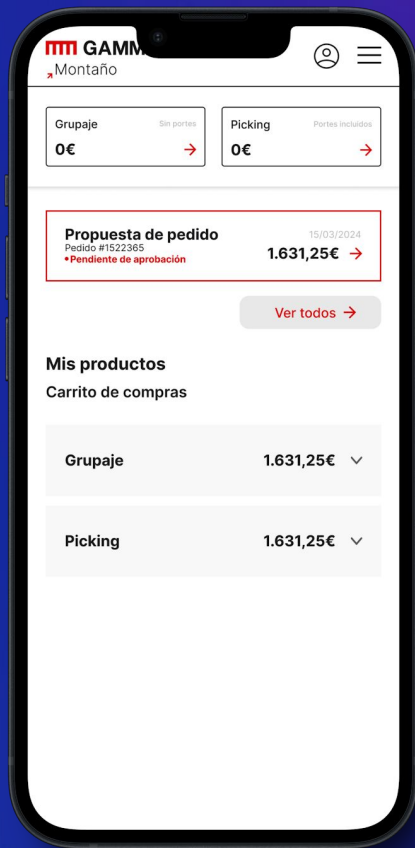 GAMM
Montaño
Grupaje Sin portes
0€
Picking Portes incluidos
0€
Propuesta de pedido 15/03/2024
Pedido #1522365
Pendiente de aprobación
1.631,25€
Ver todos
Mis productos
Carrito de compras
Grupaje 1.631,25€
Picking 1.631,25€